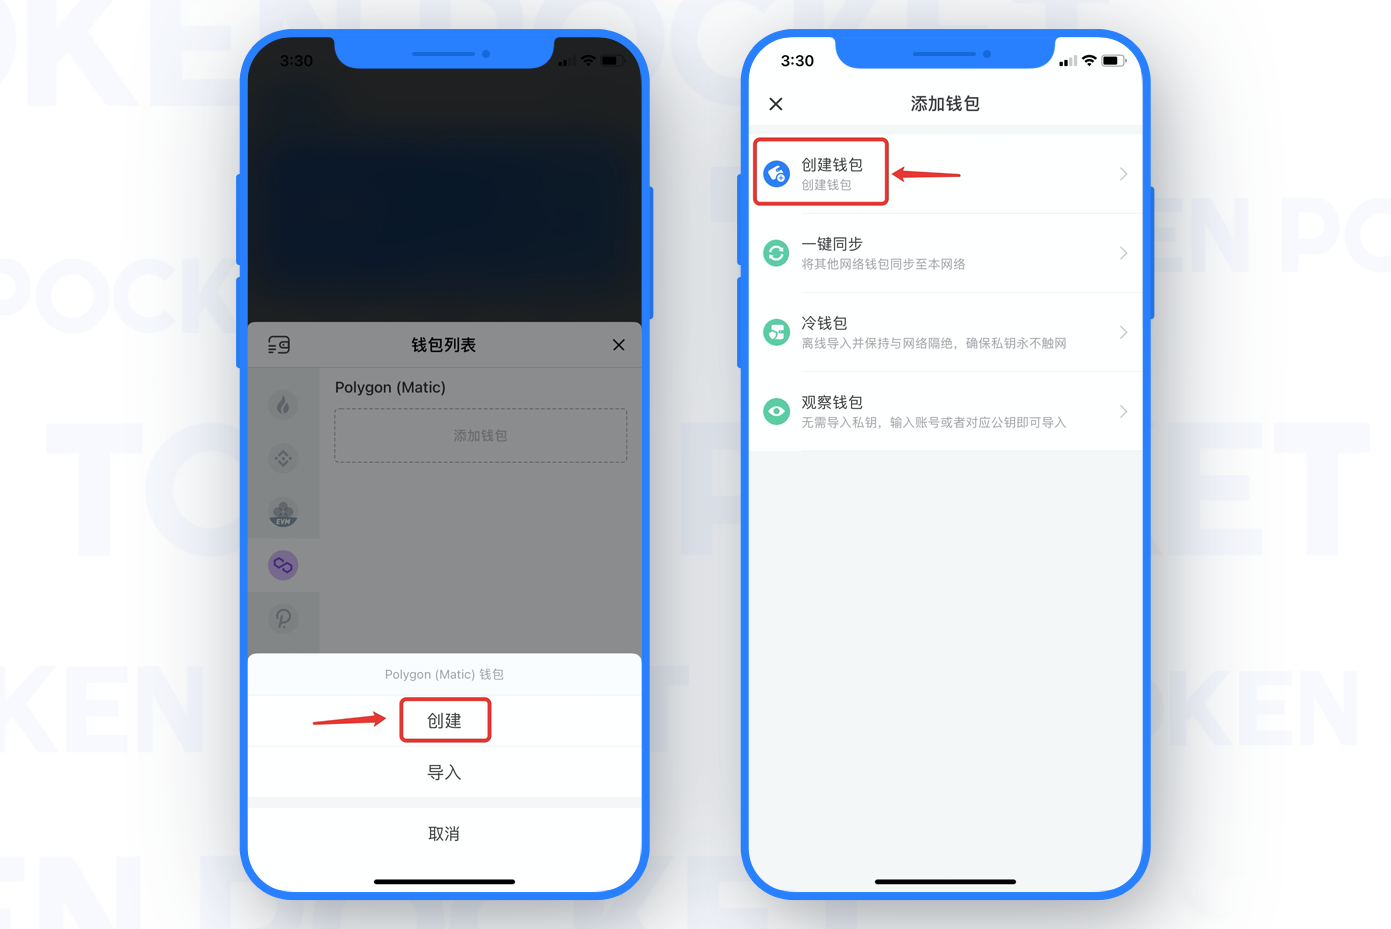 TOKEN POCKET
3:30
钱包列表
Polygon (Matic)
添加钱包
EVM
Polygon (Matic) 钱包
创建
导入
取消
3:30
添加钱包
创建钱包
创建钱包
一键同步
将其他网络钱包同步至本网络
冷钱包
离线导入并保持与网络隔绝，确保私钥永不触网
观察钱包
无需导入私钥，输入账号或者对应公钥即可导入